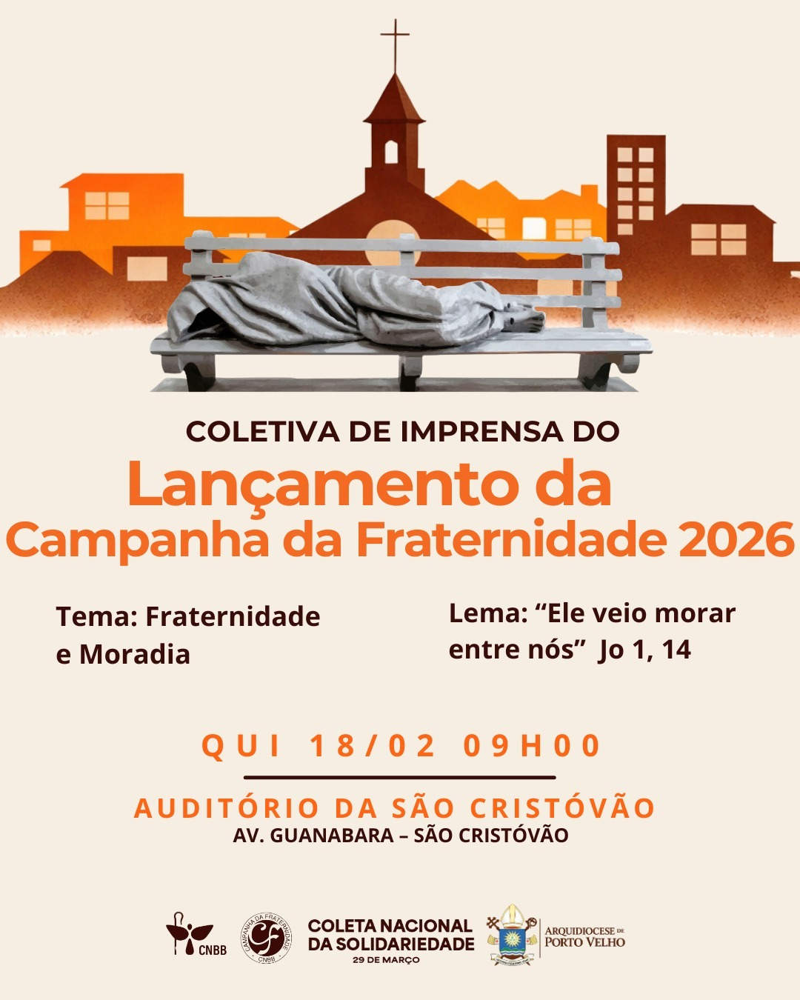 COLETIVA DE IMPRENSA DO
Lançamento da
Campanha da Fraternidade 2026
Tema: Fraternidade
e Moradia
Lema: “Ele veio morar
entre nós” Jo 1, 14
QUI 18/02 09H00
AUDITÓRIO DA SÃO CRISTÓVÃO
AV. GUANABARA – SÃO CRISTÓVÃO
CNBB
CAMPANHA DA FRATERNIDADE
CF
CNBB
COLETA NACIONAL
DA SOLIDARIEDADE
29 DE MARÇO
ARQUIDIOCESE DE
PORTO VELHO